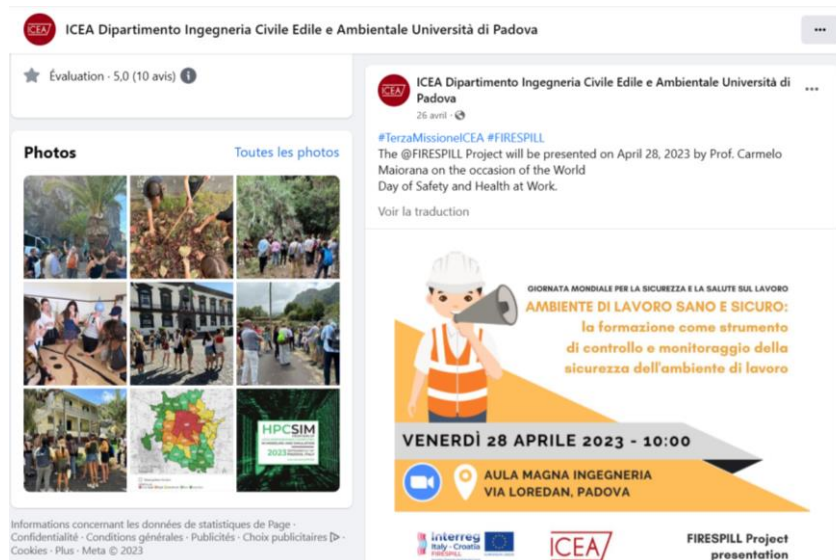 ICEA
ICEA Dipartimento Ingegneria Civile Edile e Ambientale Università di Padova
Évaluation · 5,0 (10 avis)
Photos
Toutes les photos
HPCSIM
2023
Informations concernant les données de statistiques de Page ·
Confidentialité · Conditions générales · Publicités · Choix publicitaires ·
Cookies · Plus · Meta © 2023
ICEA
ICEA Dipartimento Ingegneria Civile Edile e Ambientale Università di
Padova
26 avril ·
#TerzaMissioneICEA #FIRESPILL
The @FIRESPILL Project will be presented on April 28, 2023 by Prof. Carmelo
Maiorana on the occasion of the World
Day of Safety and Health at Work.
Voir la traduction
GIORNATA MONDIALE PER LA SICUREZZA E LA SALUTE SUL LAVORO
AMBIENTE DI LAVORO SANO E SICURO:
la formazione come strumento
di controllo e monitoraggio della
sicurezza dell'ambiente di lavoro
VENERDÌ 28 APRILE 2023 - 10:00
AULA MAGNA INGEGNERIA
VIA LOREDAN, PADOVA
Interreg
Italy - Croatia
FIRESPILL
ICEA
FIRESPILL Project
presentation